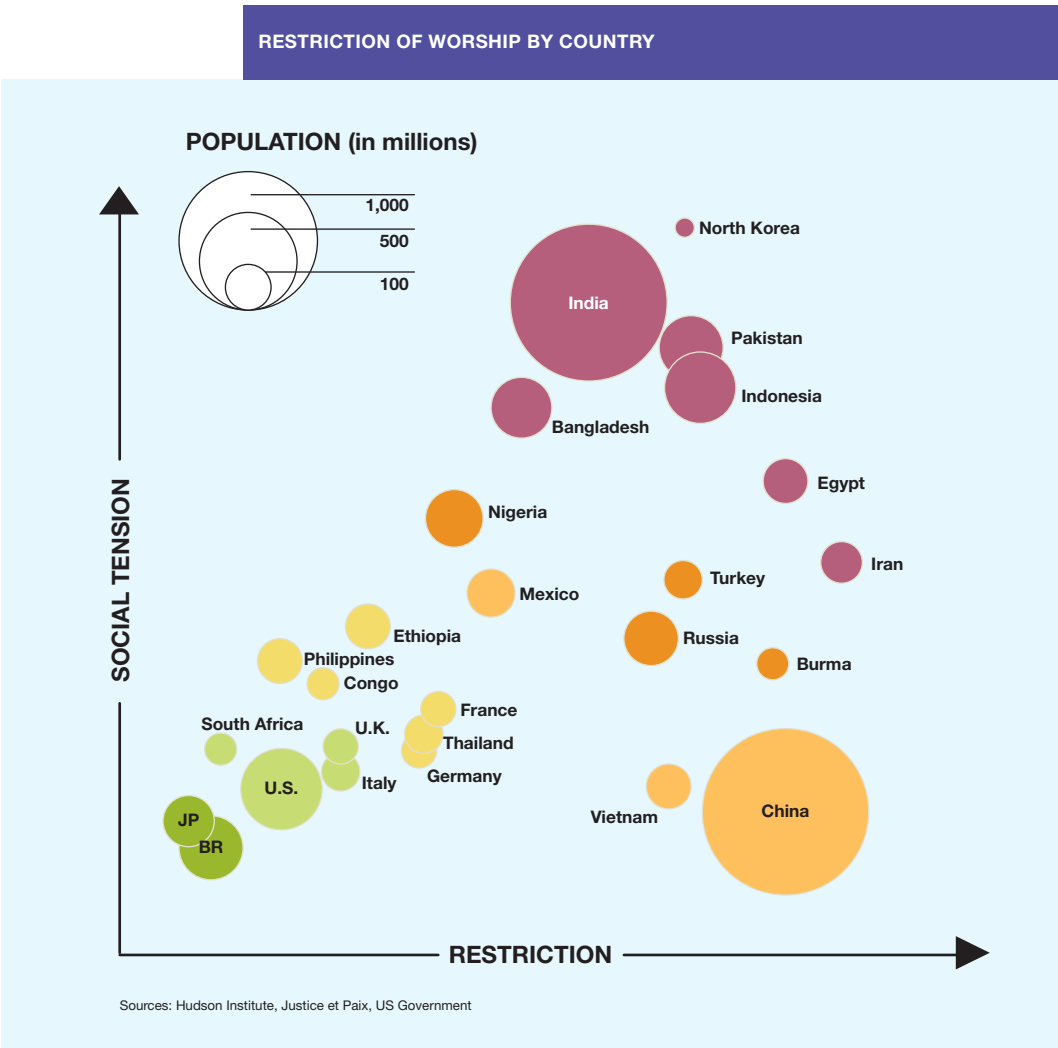 RESTRICTION OF WORSHIP BY COUNTRY
POPULATION (in millions)
1,000
500
100
North Korea
India
Pakistan
Indonesia
Bangladesh
Egypt
Nigeria
Iran
Turkey
Mexico
Ethiopia
Russia
Philippines
Burma
Congo
France
South Africa
U.K.
Thailand
Germany
Italy
U.S.
Vietnam
China
JP
BR
SOCIAL TENSION
RESTRICTION
Sources: Hudson Institute, Justice et Paix, US Government